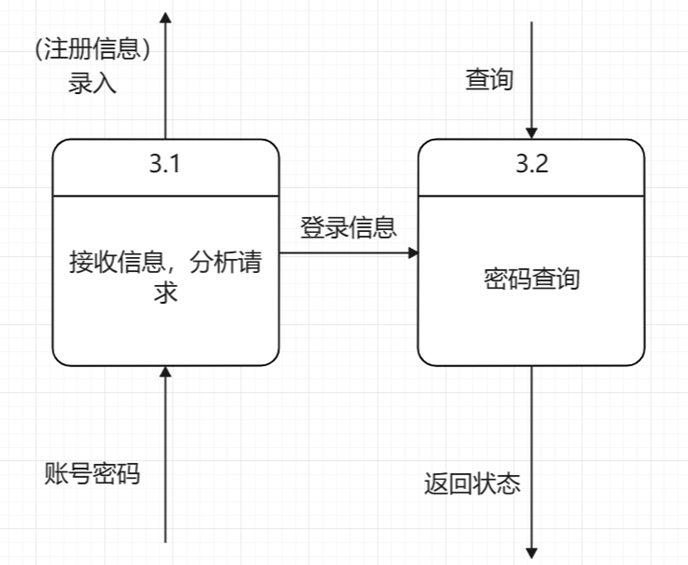 (注册信息)
录入
查询
3.1
3.2
登录信息
接收信息，分析请
求
密码查询
账号密码
返回状态